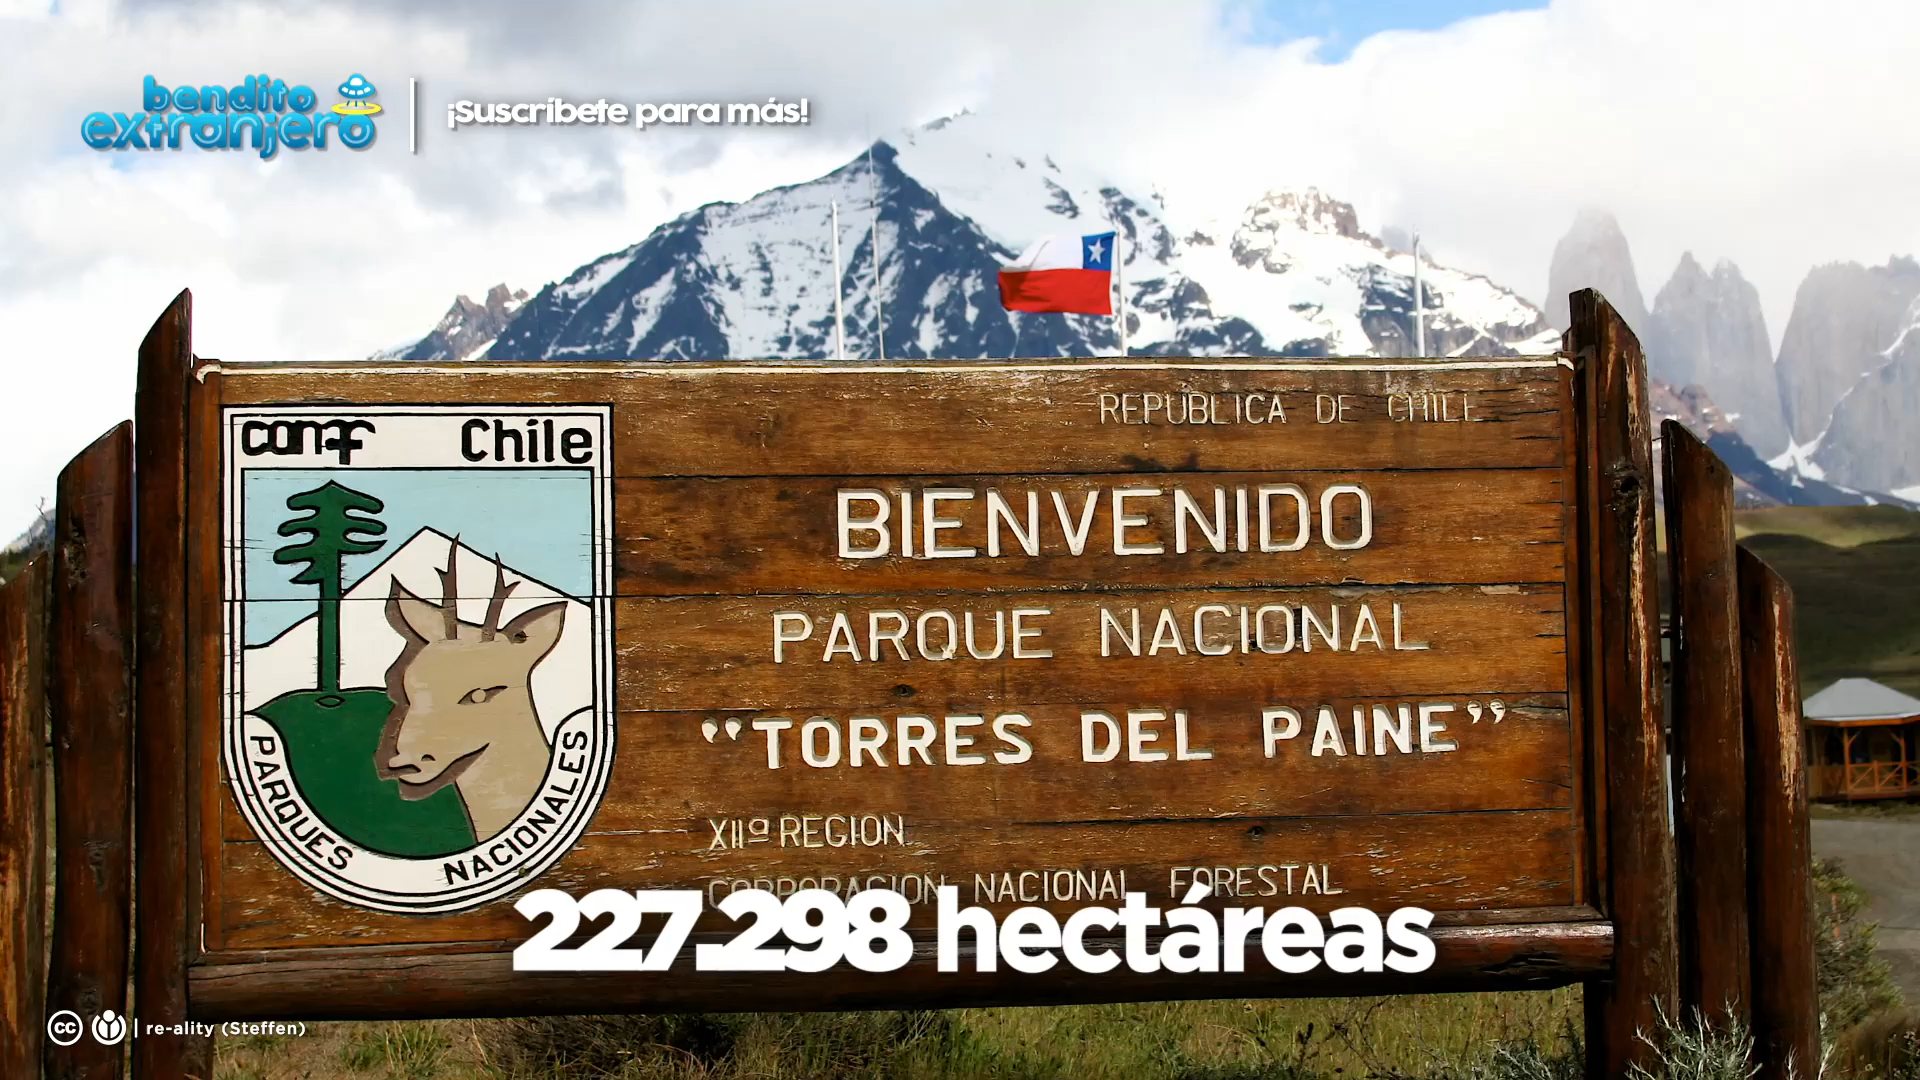 bendito
extranjero
¡Suscríbete para más!
conaf Chile
PARQUES NACIONALES
REPUBLICA DE CHILE
BIENVENIDO
PARQUE NACIONAL
“TORRES DEL PAINE”
XIIª REGION
CORPORACION NACIONAL FORESTAL
227.298 hectáreas
cc | re-ality (Steffen)